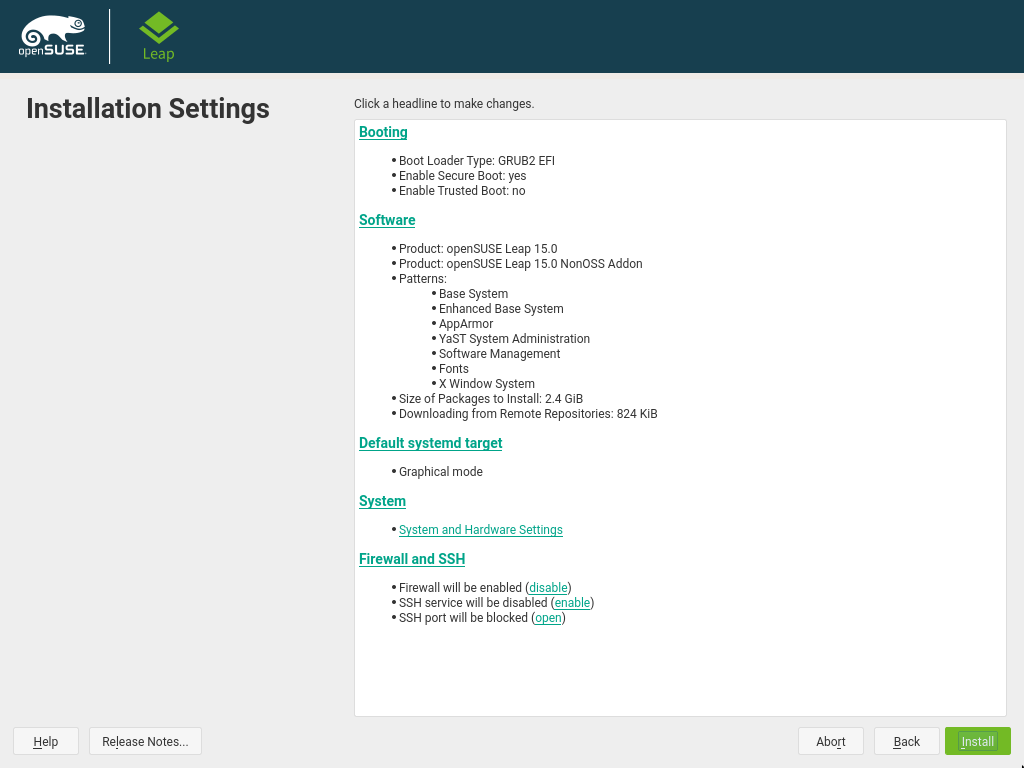 openSUSE.
Leap
Installation Settings
Click a headline to make changes.
Booting
• Boot Loader Type: GRUB2 EFI
• Enable Secure Boot: yes
• Enable Trusted Boot: no
Software
• Product: openSUSE Leap 15.0
• Product: openSUSE Leap 15.0 NonOSS Addon
• Patterns:
• Base System
• Enhanced Base System
• AppArmor
• YaST System Administration
• Software Management
• Fonts
• X Window System
• Size of Packages to Install: 2.4 GiB
• Downloading from Remote Repositories: 824 KiB
Default systemd target
• Graphical mode
System
• System and Hardware Settings
Firewall and SSH
• Firewall will be enabled (disable)
• SSH service will be disabled (enable)
• SSH port will be blocked (open)
Help Release Notes... Abort Back Install